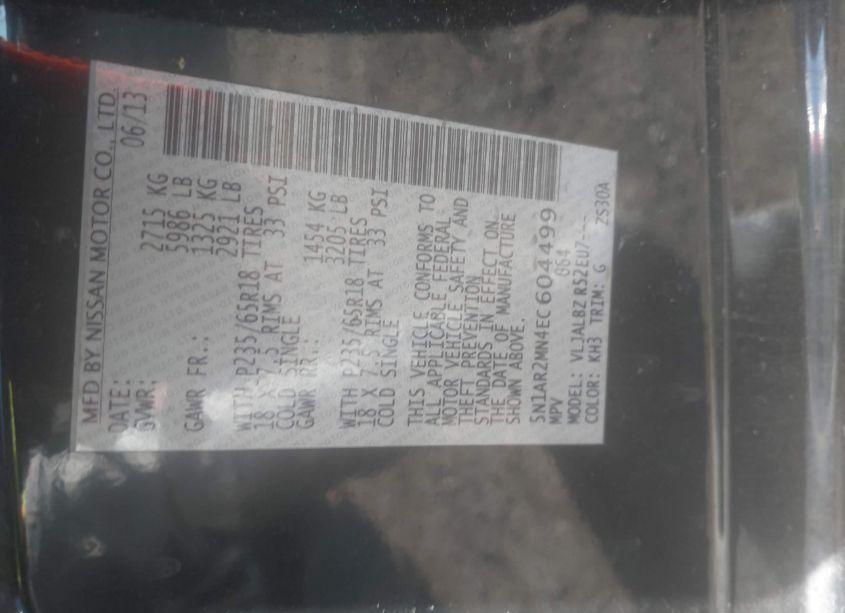 MFD BY NISSAN MOTOR CO., LTD.
DATE: 06/13
GVWR: 2715 KG
5986 LB
GAWR FR.: 1325 KG
2921 LB
WITH P235/65R18 TIRES
18 X 7.5 RIMS AT 33 PSI
COLD SINGLE
GAWR RR.: 1454 KG
3205 LB
WITH P235/65R18 TIRES
18 X 7.5 RIMS AT 33 PSI
COLD SINGLE
THIS VEHICLE CONFORMS TO
ALL APPLICABLE FEDERAL
MOTOR VEHICLE SAFETY AND
THEFT PREVENTION
STANDARDS IN EFFECT ON
THE DATE OF MANUFACTURE
SHOWN ABOVE.
5N1AR2MN4EC604499
MPV 064
MODEL: VLJALBZ R52EU7---
COLOR: KH3 TRIM: G ZS30A